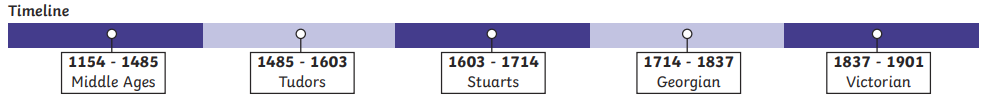 Timeline
1154 - 1485
Middle Ages
1485 - 1603
Tudors
1603 - 1714
Stuarts
1714 - 1837
Georgian
1837 - 1901
Victorian